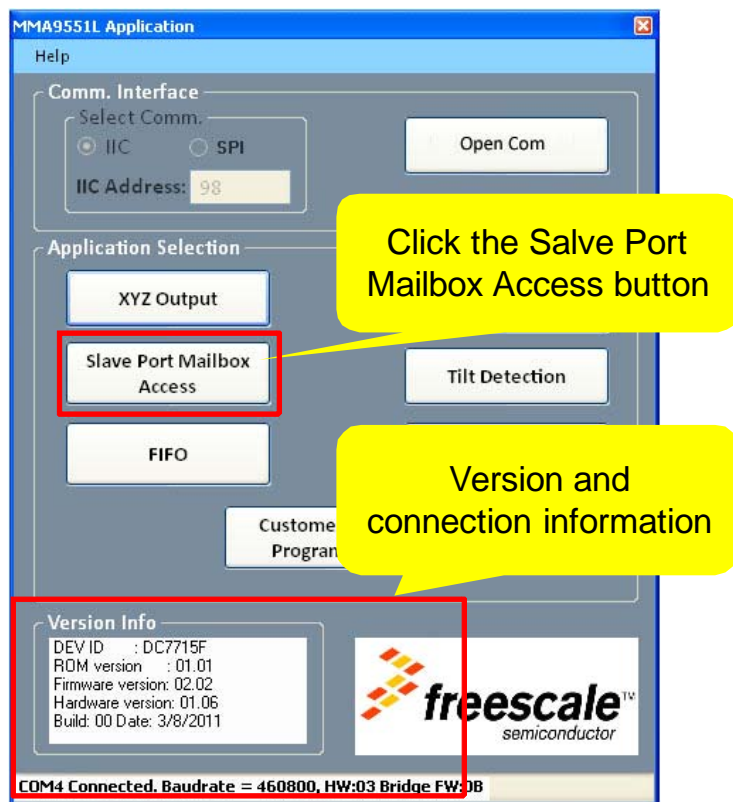 MMA9551L Application
Help
Comm. Interface
Select Comm.
IIC
SPI
IIC Address: 98
Open Com
Application Selection
Click the Salve Port
Mailbox Access button
XYZ Output
Slave Port Mailbox
Access
Tilt Detection
FIFO
Version and
connection information
Version Info
DEV ID : DC7715F
ROM version : 01.01
Firmware version: 02.02
Hardware version: 01.06
Build: 00 Date: 3/8/2011
freescale™
semiconductor
COM4 Connected. Baudrate = 460800, HW:03 Bridge FW:0B